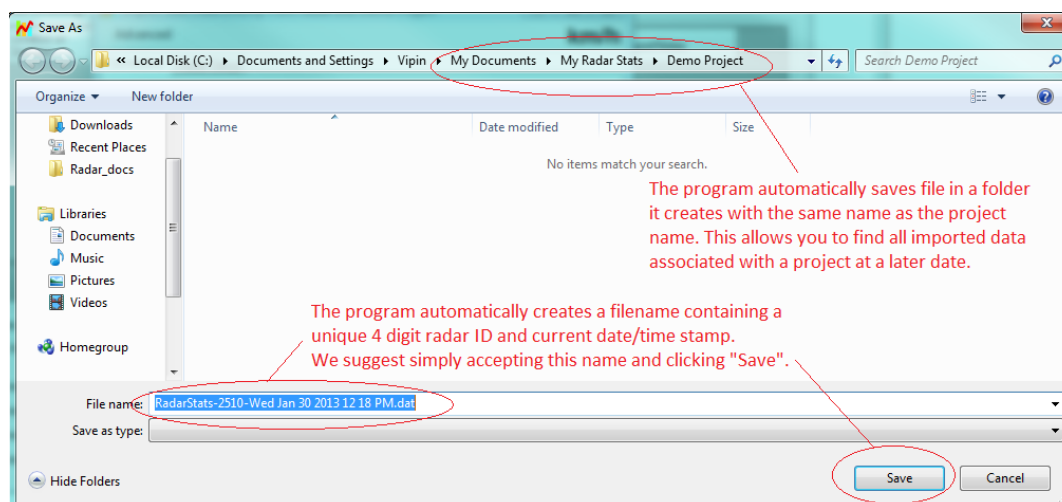 Save As
Advanced
km/h
« Local Disk (C:) ▸ Documents and Settings ▸ Vipin ▸ My Documents ▸ My Radar Stats ▸ Demo Project
Search Demo Project
Organize
New folder
Downloads
Recent Places
Radar_docs
Libraries
Documents
Music
Pictures
Videos
Homegroup
Name
Date modified
Type
Size
No items match your search.
The program automatically saves file in a folder
it creates with the same name as the project
name. This allows you to find all imported data
associated with a project at a later date.
The program automatically creates a filename containing a
unique 4 digit radar ID and current date/time stamp.
We suggest simply accepting this name and clicking "Save".
File name: RadarStats-2510-Wed Jan 30 2013 12 18 PM.dat
Save as type:
Hide Folders
Save
Cancel